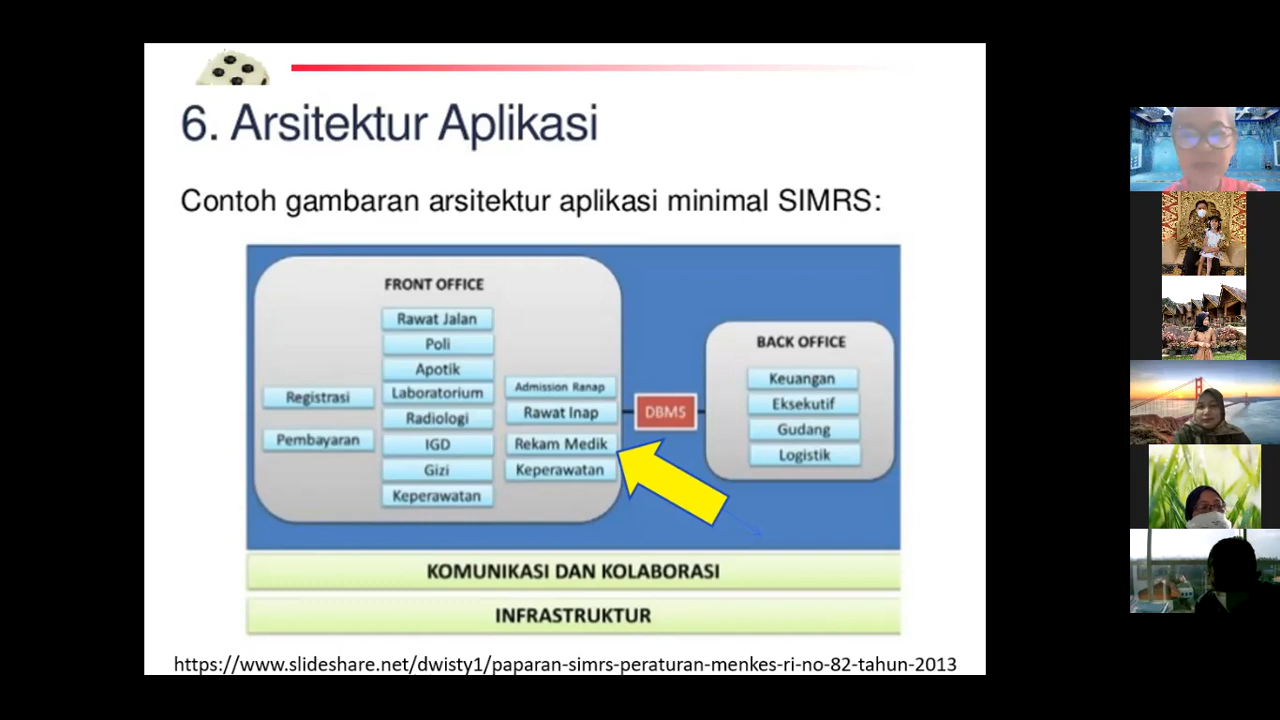 6. Arsitektur Aplikasi
Contoh gambaran arsitektur aplikasi minimal SIMRS:
FRONT OFFICE
Registrasi
Pembayaran
Rawat Jalan
Poli
Apotik
Laboratorium
Radiologi
IGD
Gizi
Keperawatan
Admission Ranap
Rawat Inap
Rekam Medik
Keperawatan
DBMS
BACK OFFICE
Keuangan
Eksekutif
Gudang
Logistik
KOMUNIKASI DAN KOLABORASI
INFRASTRUKTUR
https://www.slideshare.net/dwisty1/paparan-simrs-peraturan-menkes-ri-no-82-tahun-2013